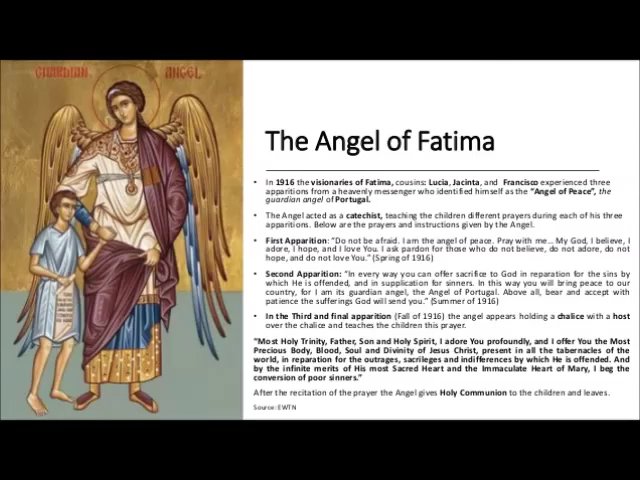 GUARDIAN ANGEL
The Angel of Fatima
• In 1916 the visionaries of Fatima, cousins: Lucia, Jacinta, and Francisco experienced three
apparitions from a heavenly messenger who identified himself as the "Angel of Peace", the
guardian angel of Portugal.
• The Angel acted as a catechist, teaching the children different prayers during each of his three
apparitions. Below are the prayers and instructions given by the Angel.
• First Apparition: "Do not be afraid. I am the angel of peace. Pray with me... My God, I believe, I
adore, I hope, and I love You. I ask pardon for those who do not believe, do not adore, do not
hope, and do not love You." (Spring of 1916)
• Second Apparition: "In every way you can offer sacrifice to God in reparation for the sins by
which He is offended, and in supplication for sinners. In this way you will bring peace to our
country, for I am its guardian angel, the Angel of Portugal. Above all, bear and accept with
patience the sufferings God will send you." (Summer of 1916)
• In the Third and final apparition (Fall of 1916) the angel appears holding a chalice with a host
over the chalice and teaches the children this prayer.
"Most Holy Trinity, Father, Son and Holy Spirit, I adore You profoundly, and I offer You the Most
Precious Body, Blood, Soul and Divinity of Jesus Christ, present in all the tabernacles of the
world, in reparation for the outrages, sacrileges and indifferences by which He is offended. And
by the infinite merits of His most Sacred Heart and the Immaculate Heart of Mary, I beg the
conversion of poor sinners."
After the recitation of the prayer the Angel gives Holy Communion to the children and leaves.
Source: EWTN